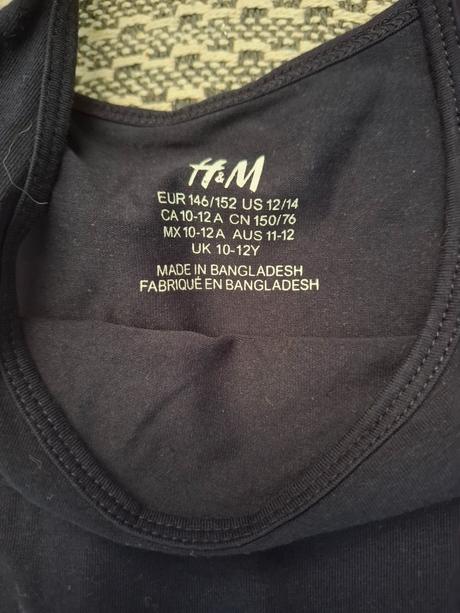 H&M
EUR 146/152 US 12/14
CA 10-12 A CN 150/76
MX 10-12A AUS 11-12
UK 10-12Y
MADE IN BANGLADESH
FABRIQUÉ EN BANGLADESH